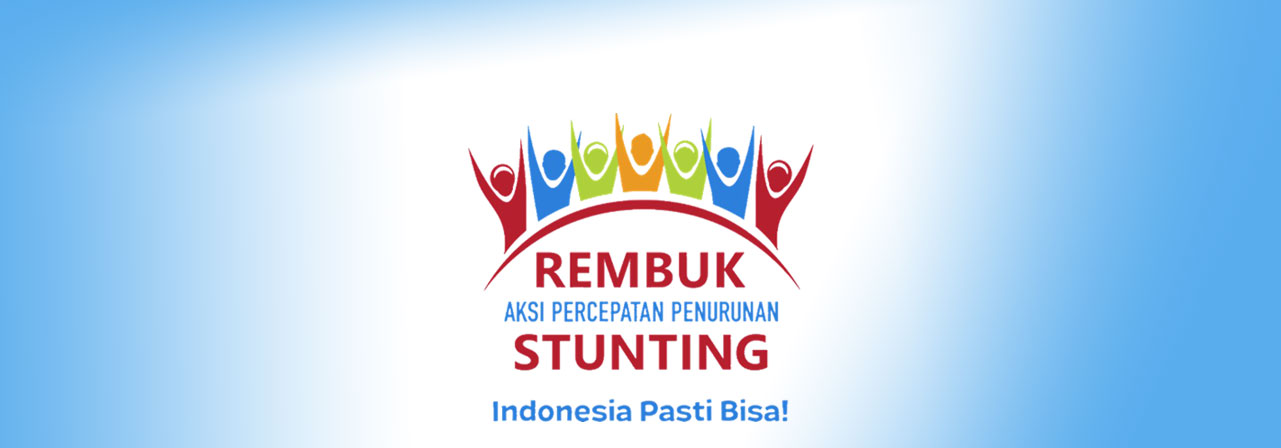 REMBUK
AKSI PERCEPATAN PENURUNAN
STUNTING
Indonesia Pasti Bisa!